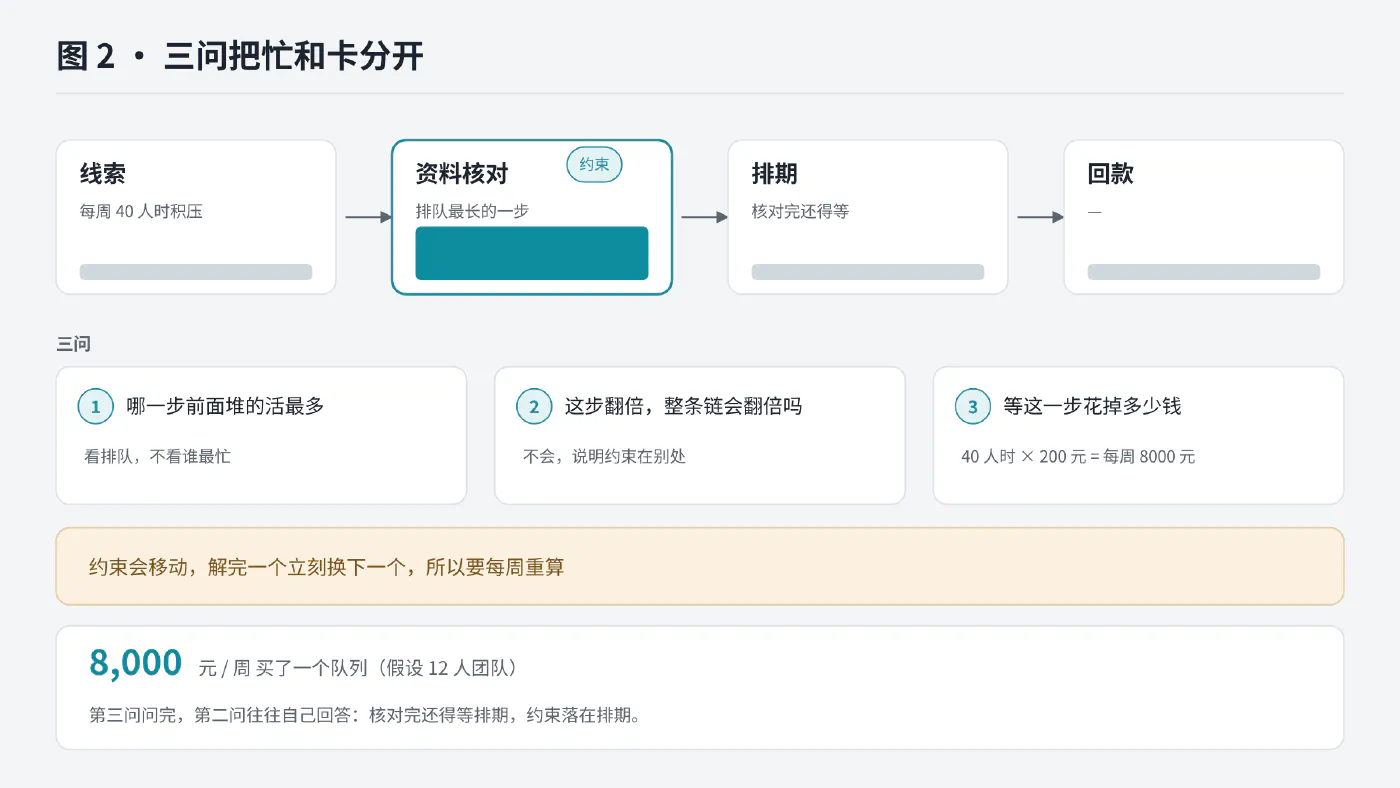 图 2 · 三问把忙和卡分开
线索
每周 40 人时积压
资料核对
约束
排队最长的一步
排期
核对完还得等
回款
—
三问
1 哪一步前面堆的活最多
看排队，不看谁最忙
2 这步翻倍，整条链会翻倍吗
不会，说明约束在别处
3 等这一步花掉多少钱
40 人时 × 200 元 = 每周 8000 元
约束会移动，解完一个立刻换下一个，所以要每周重算
8,000 元 / 周 买了一个队列（假设 12 人团队）
第三问问完，第二问往往自己回答：核对完还得等排期，约束落在排期。